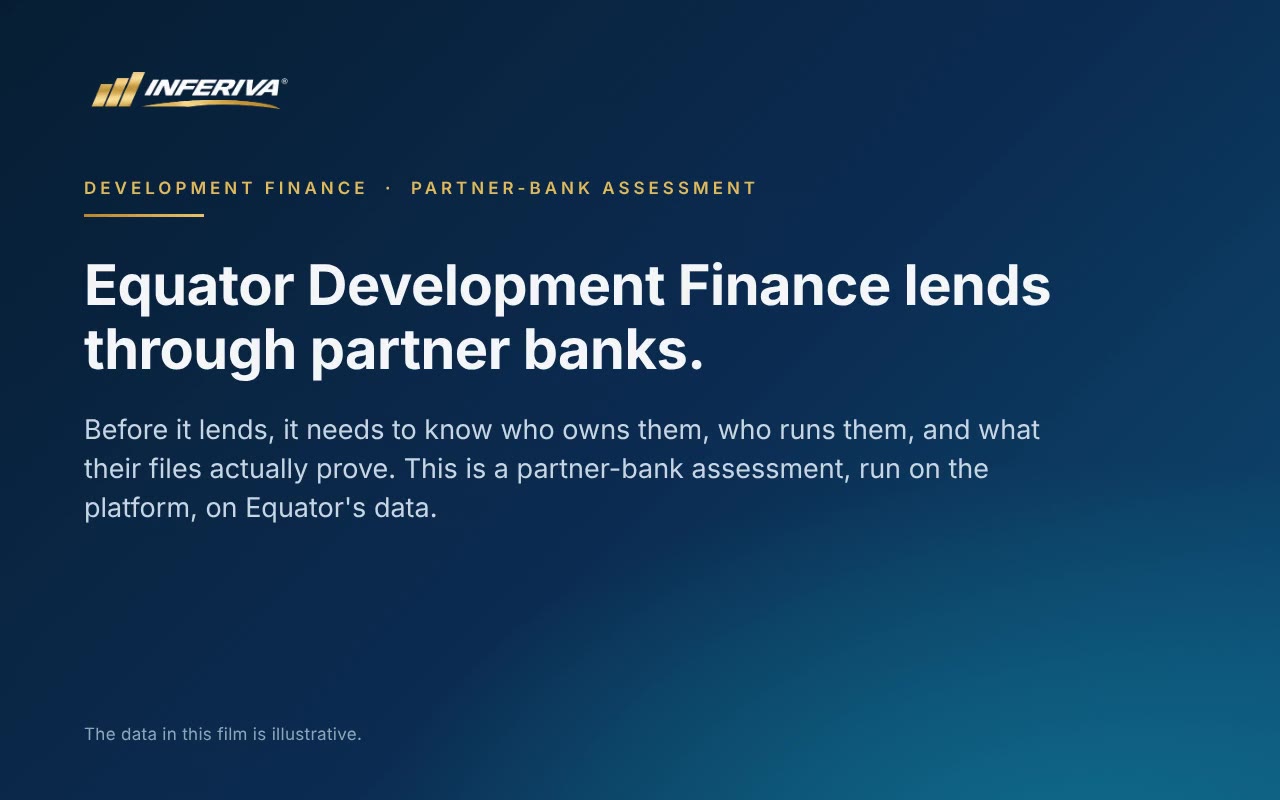 INFERIVA®
DEVELOPMENT FINANCE · PARTNER-BANK ASSESSMENT
Equator Development Finance lends
through partner banks.
Before it lends, it needs to know who owns them, who runs them, and what
their files actually prove. This is a partner-bank assessment, run on the
platform, on Equator's data.
The data in this film is illustrative.